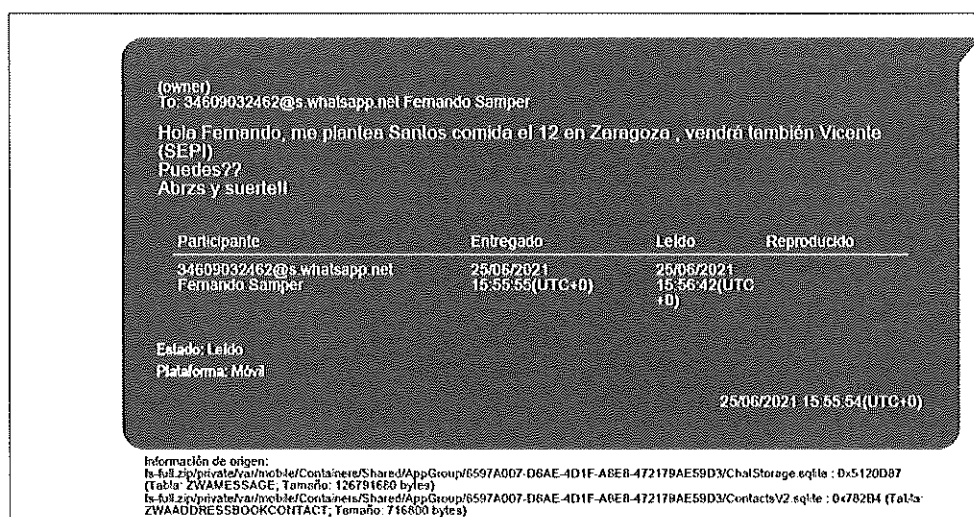 (owner)
To: 34609032462@s.whatsapp.net Fernando Samper
Hola Fernando, me plantea Santos comida el 12 en Zaragoza , vendrá también Vicente
(SEPI)
Puedes??
Abrzs y suerte!!
Participante Entregado Leído Reproducido
34609032462@s.whatsapp.net 25/06/2021 25/06/2021
Fernando Samper 15:55:55(UTC+0) 15:56:42(UTC
+0)
Estado: Leído
Plataforma: Móvil
25/06/2021 15:55:54(UTC+0)
Información de origen:
fs-full.zip/private/var/mobile/Containers/Shared/AppGroup/6597A007-D6AE-4D1F-A8E8-472179AE59D3/ChatStorage.sqlite : 0x5120D87
(Tabla: ZWAMESSAGE; Tamaño: 126791680 bytes)
fs-full.zip/private/var/mobile/Containers/Shared/AppGroup/6597A007-D6AE-4D1F-A8E8-472179AE59D3/ContactsV2.sqlite : 0x782B4 (Tabla:
ZWAADDRESSBOOKCONTACT; Tamaño: 716800 bytes)